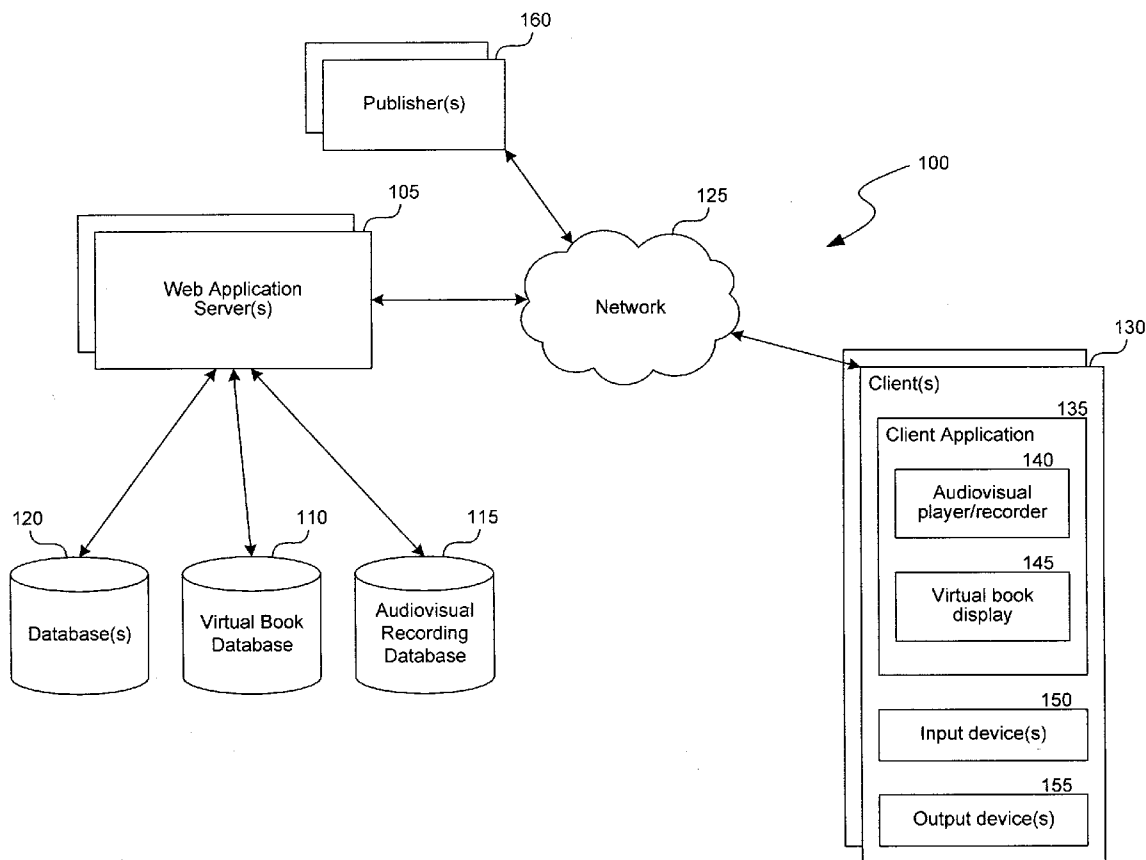 160
Publisher(s)
100
105
125
Web Application
Server(s)
Network
130
Client(s)
135
Client Application
140
Audiovisual
player/recorder
145
Virtual book
display
150
Input device(s)
155
Output device(s)
120
110
115
Database(s)
Virtual Book
Database
Audiovisual
Recording
Database